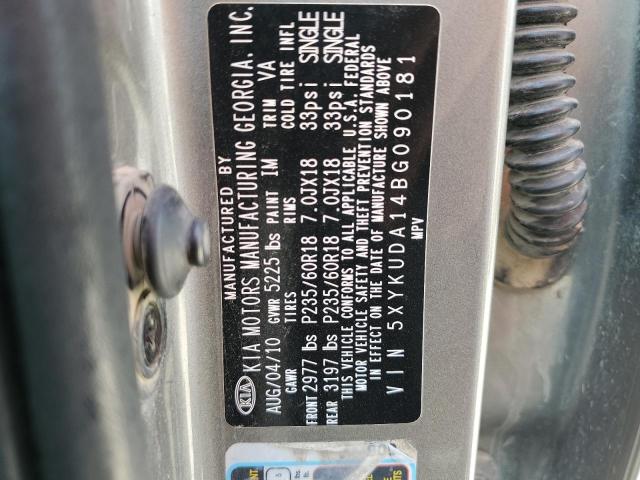 MANUFACTURED BY
KIA KIA MOTORS MANUFACTURING GEORGIA, INC.
AUG/04/10 GVWR 5225 lbs PAINT IM TRIM VA
GAWR TIRES RIMS COLD TIRE INFL
FRONT 2977 lbs P235/60R18 7.0JX18 33psi SINGLE
REAR 3197 lbs P235/60R18 7.0JX18 33psi SINGLE
THIS VEHICLE CONFORMS TO ALL APPLICABLE U.S.A. FEDERAL
MOTOR VEHICLE SAFETY AND THEFT PREVENTION STANDARDS
IN EFFECT ON THE DATE OF MANUFACTURE SHOWN ABOVE
VIN 5XYKUDA14BG090181
MPV